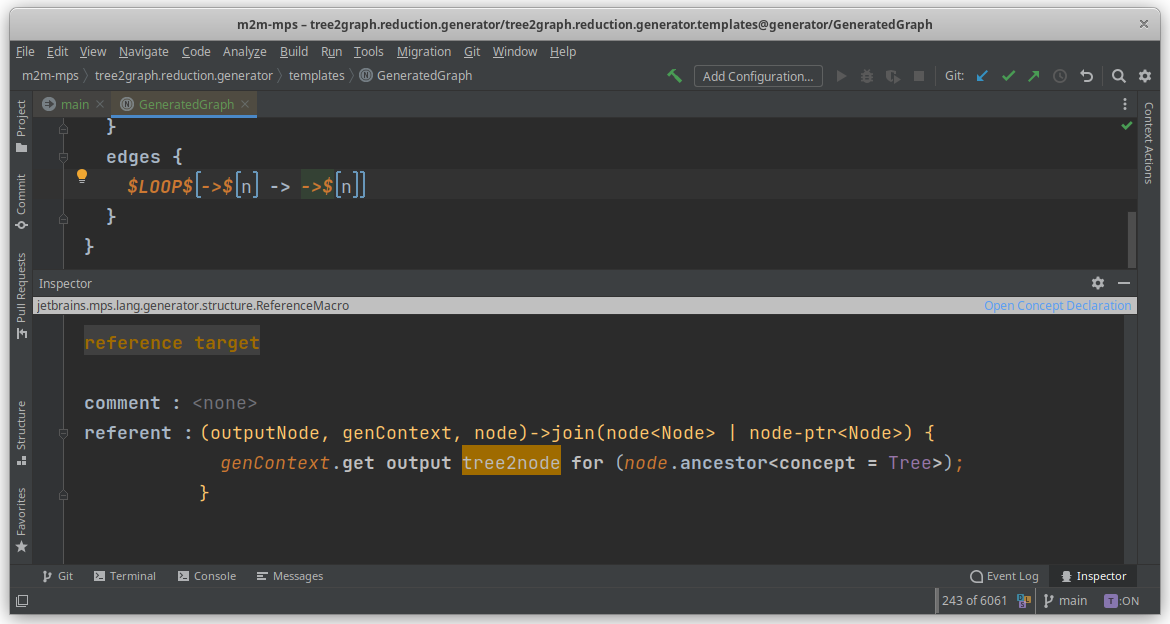 m2m-mps – tree2graph.reduction.generator/tree2graph.reduction.generator.templates@generator/GeneratedGraph
File Edit View Navigate Code Analyze Build Run Tools Migration Git Window Help
m2m-mps tree2graph.reduction.generator templates GeneratedGraph Add Configuration... Git:
Project
Commit
Pull Requests
Structure
Favorites
main GeneratedGraph
Context Actions
}
edges {
$LOOP$[->$[n] -> ->$[n]]
}
}
Inspector
jetbrains.mps.lang.generator.structure.ReferenceMacro Open Concept Declaration
reference target
comment : <none>
referent : (outputNode, genContext, node)->join(node<Node> | node-ptr<Node>) {
genContext.get output tree2node for (node.ancestor<concept = Tree>);
}
Git Terminal Console Messages Event Log Inspector
243 of 6061 main T :ON